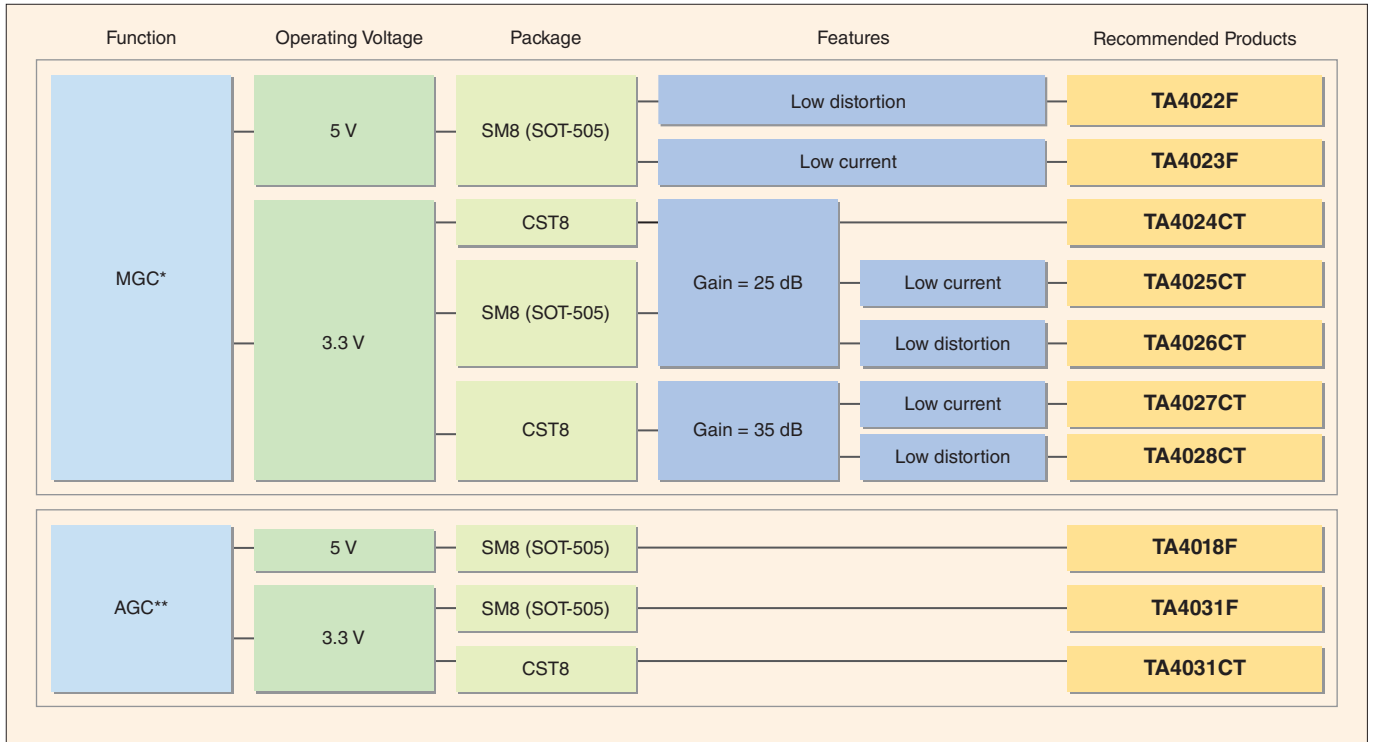 Function Operating Voltage Package Features Recommended Products
MGC*
5 V
SM8 (SOT-505)
Low distortion
TA4022F
Low current
TA4023F
3.3 V
CST8
Gain = 25 dB
TA4024CT
SM8 (SOT-505)
Low current
TA4025CT
Low distortion
TA4026CT
CST8
Gain = 35 dB
Low current
TA4027CT
Low distortion
TA4028CT
AGC**
5 V
SM8 (SOT-505)
TA4018F
3.3 V
SM8 (SOT-505)
TA4031F
CST8
TA4031CT